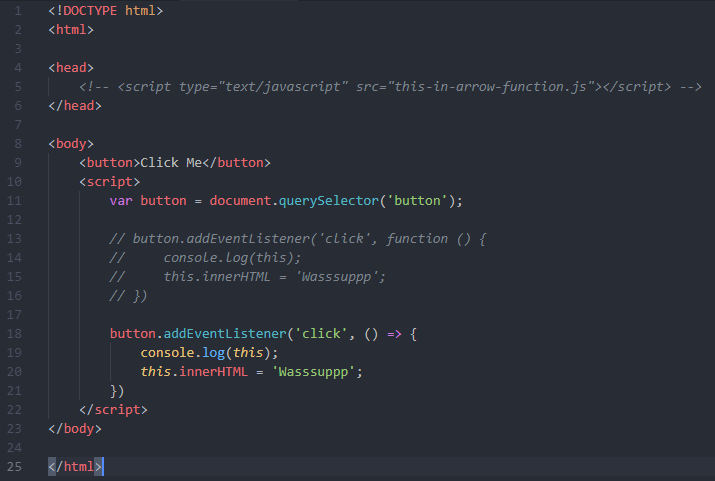 1 <!DOCTYPE html>
2 <html>
3
4 <head>
5     <!-- <script type="text/javascript" src="this-in-arrow-function.js"></script> -->
6 </head>
7
8 <body>
9     <button>Click Me</button>
10     <script>
11         var button = document.querySelector('button');
12
13         // button.addEventListener('click', function () {
14         //     console.log(this);
15         //     this.innerHTML = 'Wasssuppp';
16         // })
17
18         button.addEventListener('click', () => {
19             console.log(this);
20             this.innerHTML = 'Wasssuppp';
21         })
22     </script>
23 </body>
24
25 </html>